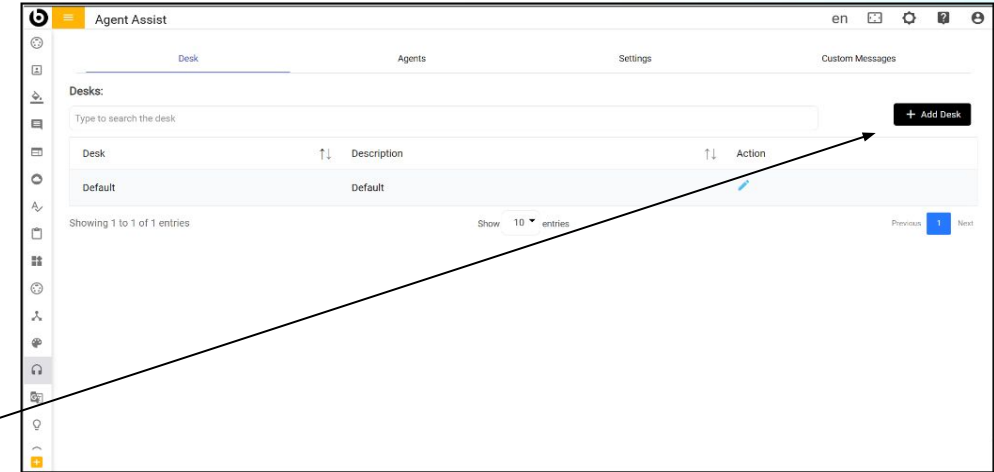 Agent Assist en
Desk Agents Settings Custom Messages
Desks:
Type to search the desk + Add Desk
Desk Description Action
Default Default
Showing 1 to 1 of 1 entries Show 10 entries Previous 1 Next